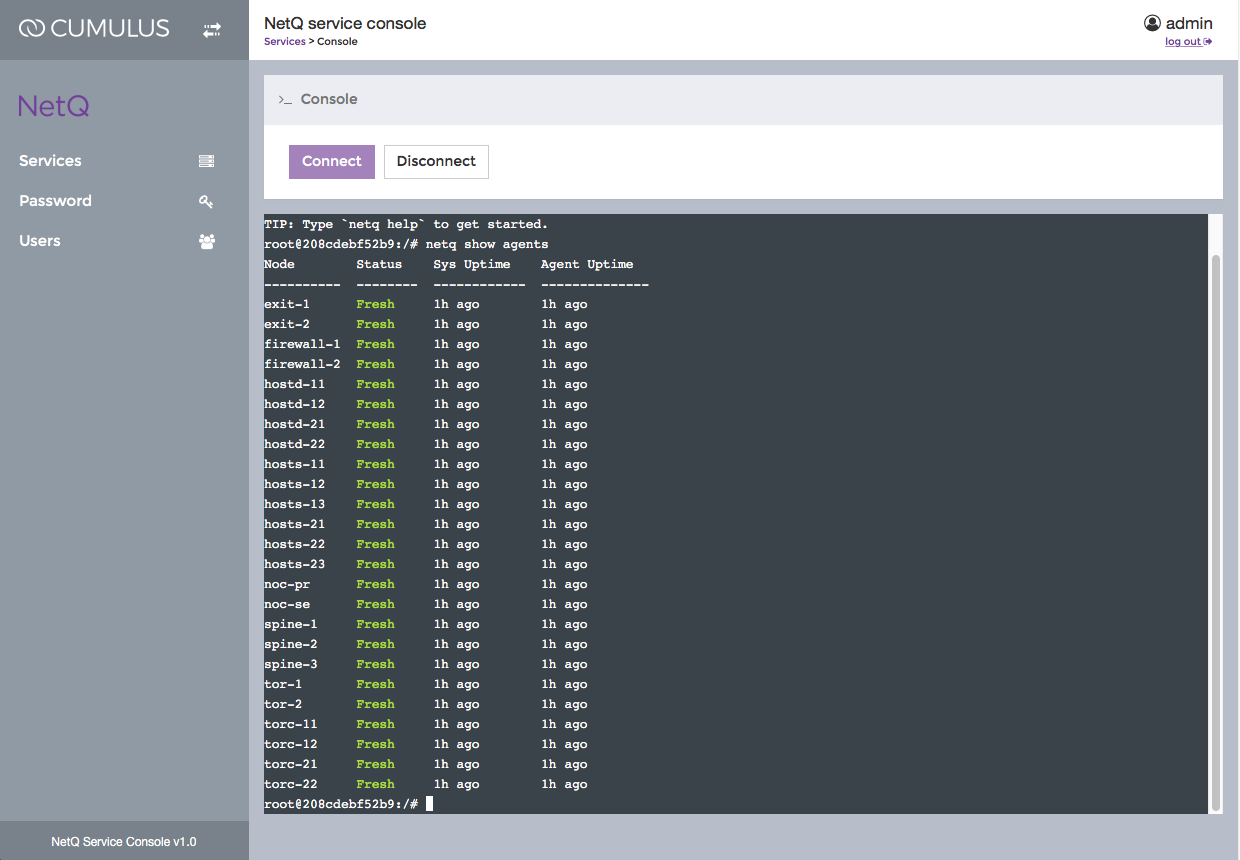 CUMULUS
NetQ
Services
Password
Users
NetQ Service Console v1.0
NetQ service console
Services > Console
admin
log out
>_ Console
Connect Disconnect
TIP: Type `netq help` to get started.
root@208cdebf52b9:/# netq show agents
Node Status Sys Uptime Agent Uptime
---------- -------- ------------ --------------
exit-1 Fresh 1h ago 1h ago
exit-2 Fresh 1h ago 1h ago
firewall-1 Fresh 1h ago 1h ago
firewall-2 Fresh 1h ago 1h ago
hostd-11 Fresh 1h ago 1h ago
hostd-12 Fresh 1h ago 1h ago
hostd-21 Fresh 1h ago 1h ago
hostd-22 Fresh 1h ago 1h ago
hosts-11 Fresh 1h ago 1h ago
hosts-12 Fresh 1h ago 1h ago
hosts-13 Fresh 1h ago 1h ago
hosts-21 Fresh 1h ago 1h ago
hosts-22 Fresh 1h ago 1h ago
hosts-23 Fresh 1h ago 1h ago
noc-pr Fresh 1h ago 1h ago
noc-se Fresh 1h ago 1h ago
spine-1 Fresh 1h ago 1h ago
spine-2 Fresh 1h ago 1h ago
spine-3 Fresh 1h ago 1h ago
tor-1 Fresh 1h ago 1h ago
tor-2 Fresh 1h ago 1h ago
torc-11 Fresh 1h ago 1h ago
torc-12 Fresh 1h ago 1h ago
torc-21 Fresh 1h ago 1h ago
torc-22 Fresh 1h ago 1h ago
root@208cdebf52b9:/#